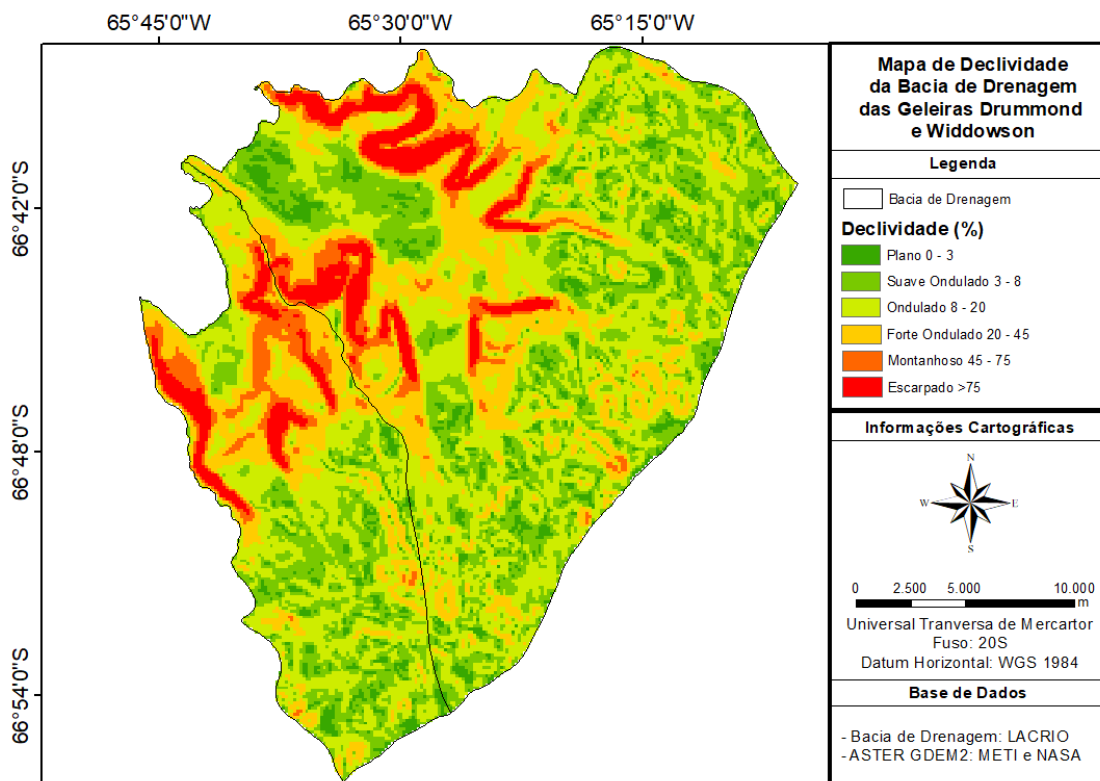 65°45'0"W
65°30'0"W
65°15'0"W
66°42'0"S
66°48'0"S
66°54'0"S
Mapa de Declividade
da Bacia de Drenagem
das Geleiras Drummond
e Widdowson
Legenda
Bacia de Drenagem
Declividade (%)
Plano 0 - 3
Suave Ondulado 3 - 8
Ondulado 8 - 20
Forte Ondulado 20 - 45
Montanhoso 45 - 75
Escarpado >75
Informações Cartográficas
N
W E
S
0 2.500 5.000 10.000
m
Universal Tranversa de Mercartor
Fuso: 20S
Datum Horizontal: WGS 1984
Base de Dados
- Bacia de Drenagem: LACRIO
- ASTER GDEM2: METI e NASA